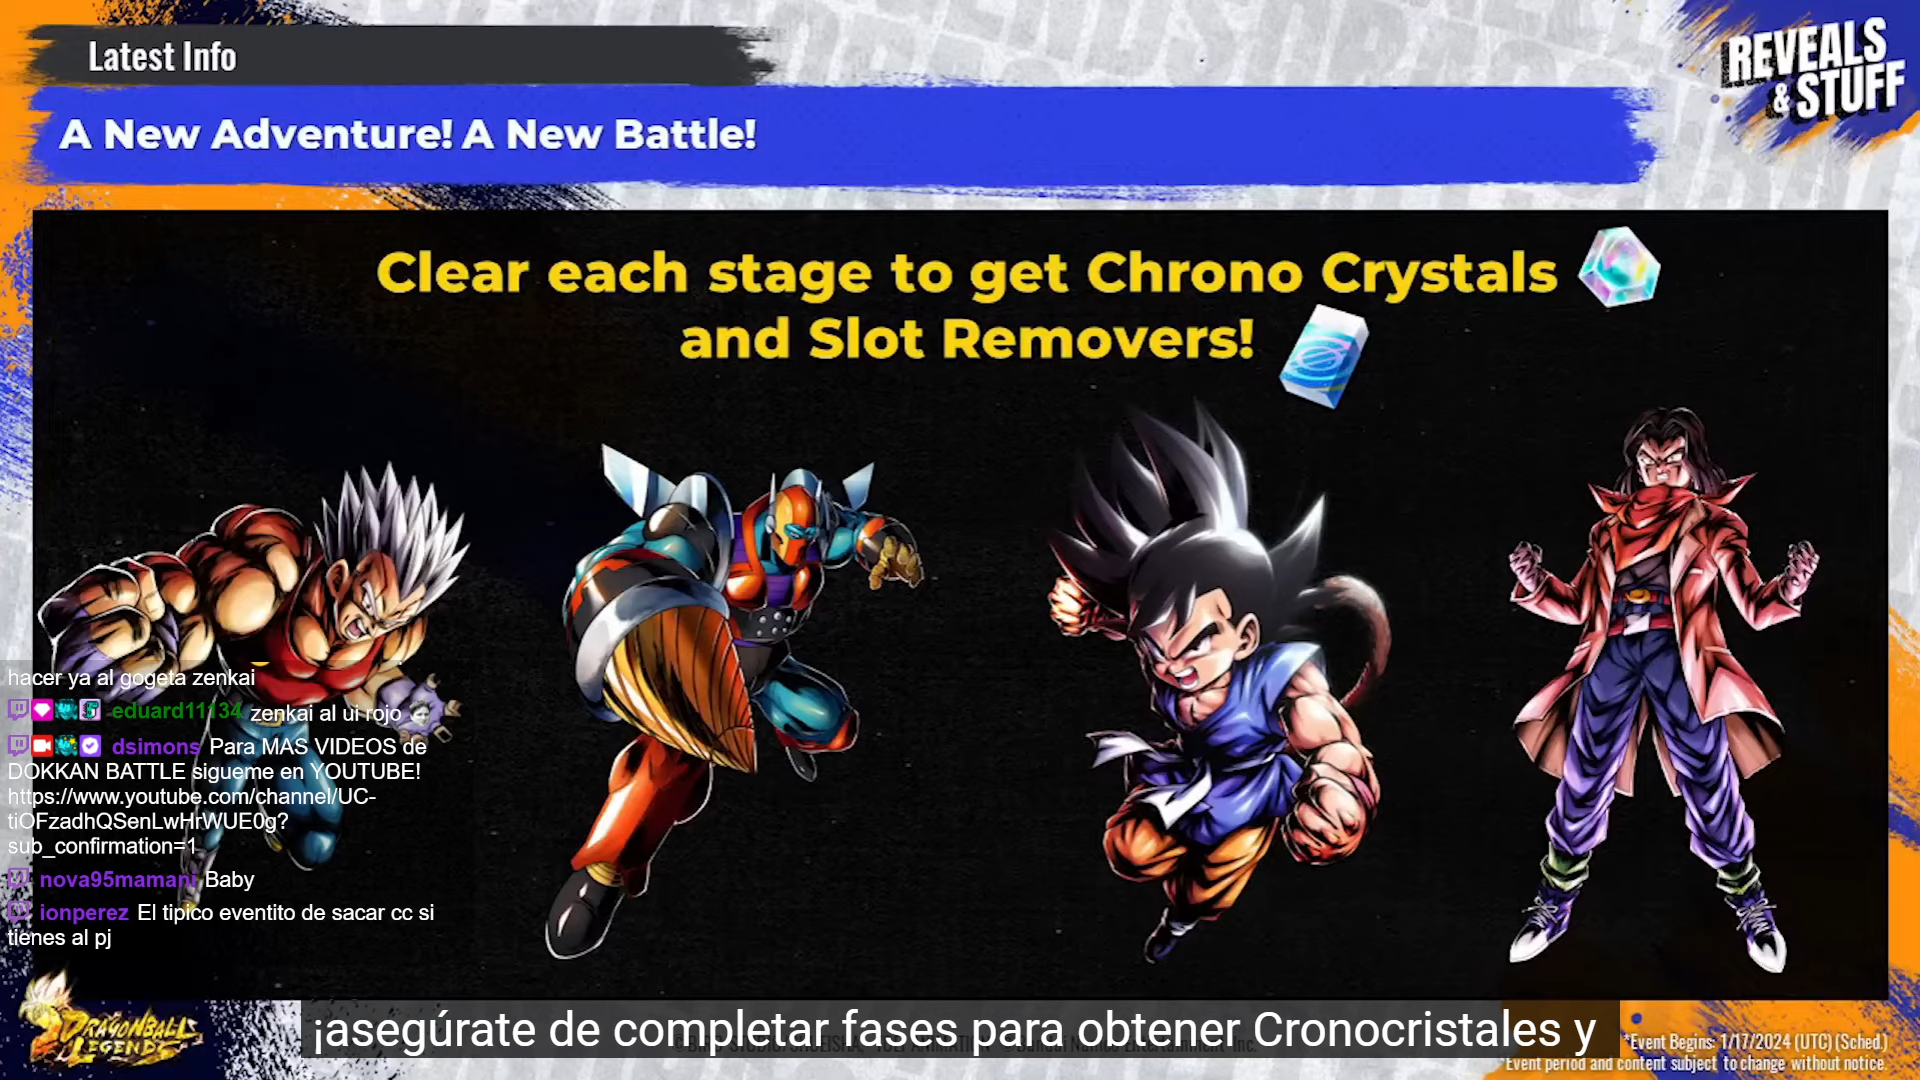 Latest Info
REVEALS
& STUFF
A New Adventure! A New Battle!
Clear each stage to get Chrono Crystals
and Slot Removers!
hacer ya al gogeta zenkai
eduard11134 zenkai al ui rojo
dsimons Para MAS VIDEOS de
DOKKAN BATTLE sigueme en YOUTUBE!
https://www.youtube.com/channel/UC-
tiOFzadhQSenLwHrWUE0g?
sub_confirmation=1
nova95mamani Baby
ionperez El tipico eventito de sacar cc si
tienes al pj
DRAGONBALL
LEGENDS
¡asegúrate de completar fases para obtener Cronocristales y
*Event Begins: 1/17/2024 (UTC) (Sched.)
*Event period and content subject to change without notice.